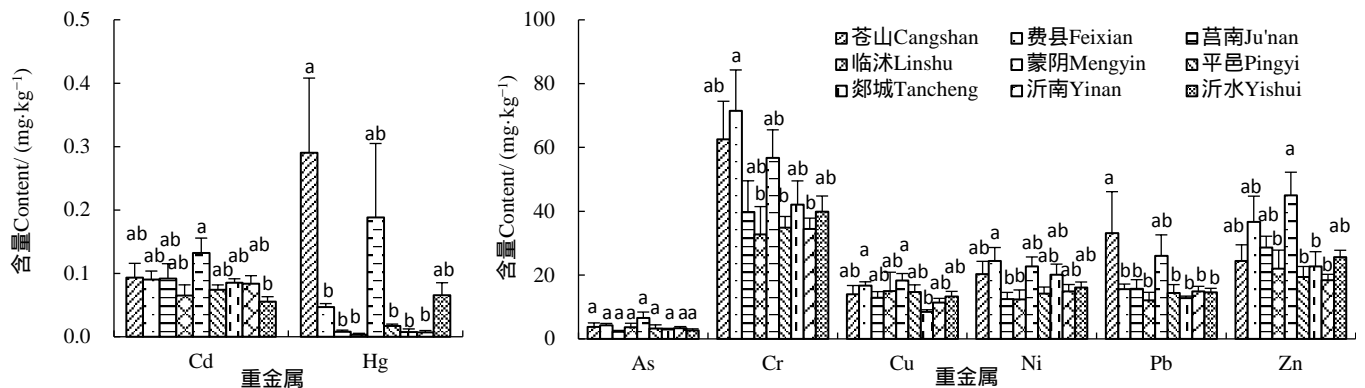 0.5
0.4
0.3
0.2
0.1
0.0
含量Content/ (mg·kg⁻¹)
a
ab
ab ab ab a ab ab ab b
b b b b b b ab
Cd Hg
重金属
100
80
60
40
20
0
含量Content/ (mg·kg⁻¹)
苍山Cangshan 费县Feixian 莒南Ju'nan
临沭Linshu 蒙阴Mengyin 平邑Pingyi
郯城Tancheng 沂南Yinan 沂水Yishui
a
ab ab
ab b b ab ab ab
a
a a
As Cr Cu Ni Pb Zn
重金属